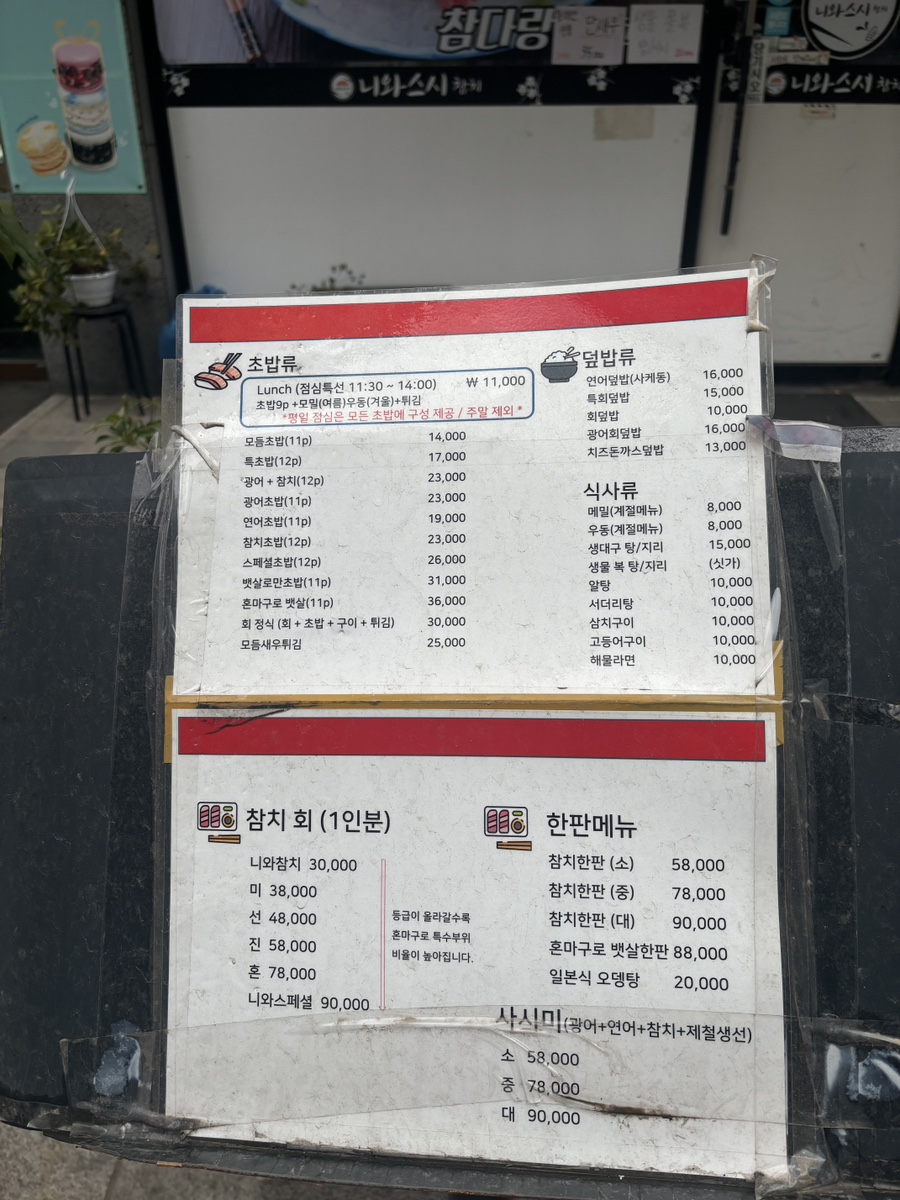 참다랑
니와스시 참치
니와스시 참치
니와스시 참치
초밥류
Lunch (점심특선 11:30 ~ 14:00) ₩ 11,000
초밥9p +모밀(여름)우동(겨울)+튀김
*평일 점심은 모든 초밥에 구성 제공 / 주말 제외 *
모듬초밥(11p) 14,000
특초밥(12p) 17,000
광어 + 참치(12p) 23,000
광어초밥(11p) 23,000
연어초밥(11p) 19,000
참치초밥(12p) 23,000
스페셜초밥(12p) 26,000
뱃살로만초밥(11p) 31,000
혼마구로 뱃살(11p) 36,000
회 정식 (회 + 초밥 + 구이 + 튀김) 30,000
모듬새우튀김 25,000
덮밥류
연어덮밥(사케동) 16,000
특회덮밥 15,000
회덮밥 10,000
광어회덮밥 16,000
치즈돈까스덮밥 13,000
식사류
메밀(계절메뉴) 8,000
우동(계절메뉴) 8,000
생대구 탕/지리 15,000
생물 복 탕/지리 (싯가)
알탕 10,000
서더리탕 10,000
삼치구이 10,000
고등어구이 10,000
해물라면 10,000
참치 회 (1인분)
니와참치 30,000
미 38,000
선 48,000
진 58,000
혼 78,000
니와스페셜 90,000
등급이 올라갈수록
혼마구로 특수부위
비율이 높아집니다.
한판메뉴
참치한판 (소) 58,000
참치한판 (중) 78,000
참치한판 (대) 90,000
혼마구로 뱃살한판 88,000
일본식 오뎅탕 20,000
사시미(광어+연어+참치+제철생선)
소 58,000
중 78,000
대 90,000